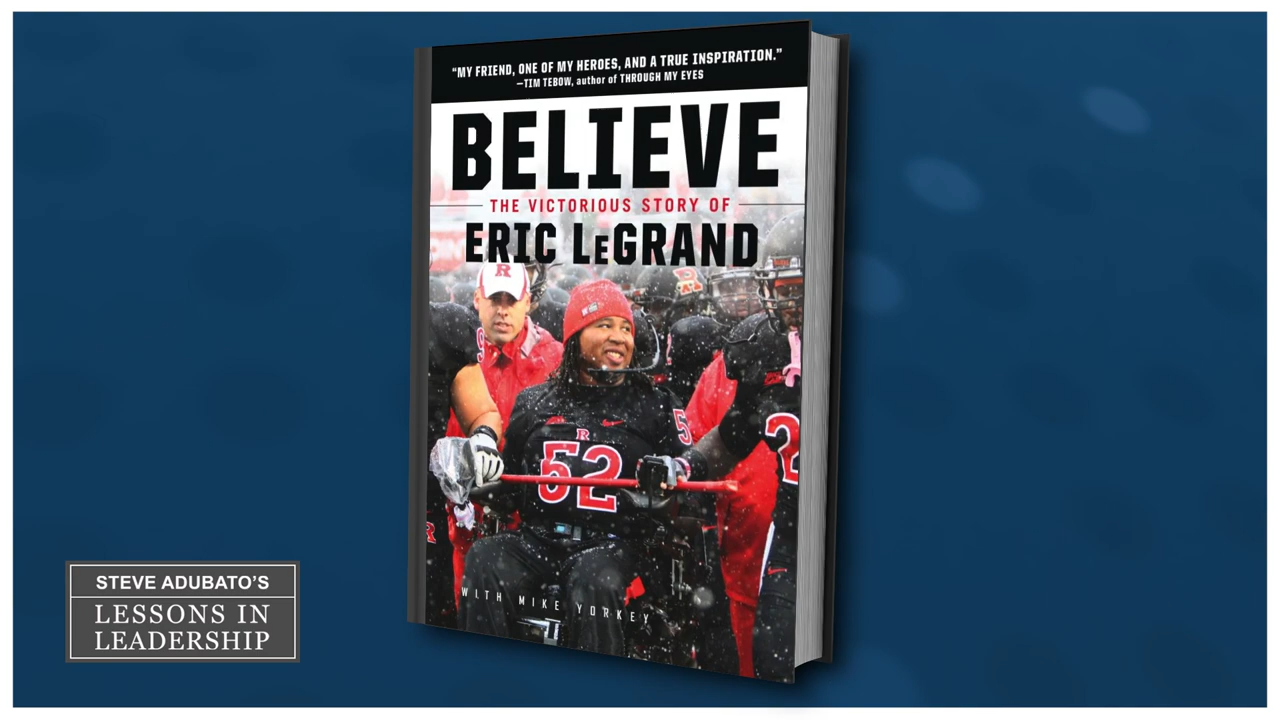 “MY FRIEND, ONE OF MY HEROES, AND A TRUE INSPIRATION.”
—TIM TEBOW, author of THROUGH MY EYES
BELIEVE
THE VICTORIOUS STORY OF
ERIC LEGRAND
R
R
5
R
52
2
R
WITH MIKE YORKEY
STEVE ADUBATO’S
LESSONS IN
LEADERSHIP